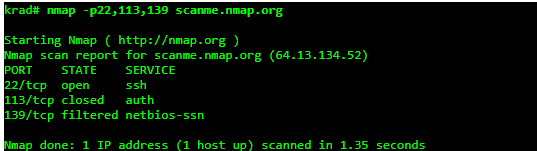 krad# nmap -p22,113,139 scanme.nmap.org
Starting Nmap ( http://nmap.org )
Nmap scan report for scanme.nmap.org (64.13.134.52)
PORT    STATE    SERVICE
22/tcp  open     ssh
113/tcp closed   auth
139/tcp filtered netbios-ssn
Nmap done: 1 IP address (1 host up) scanned in 1.35 seconds